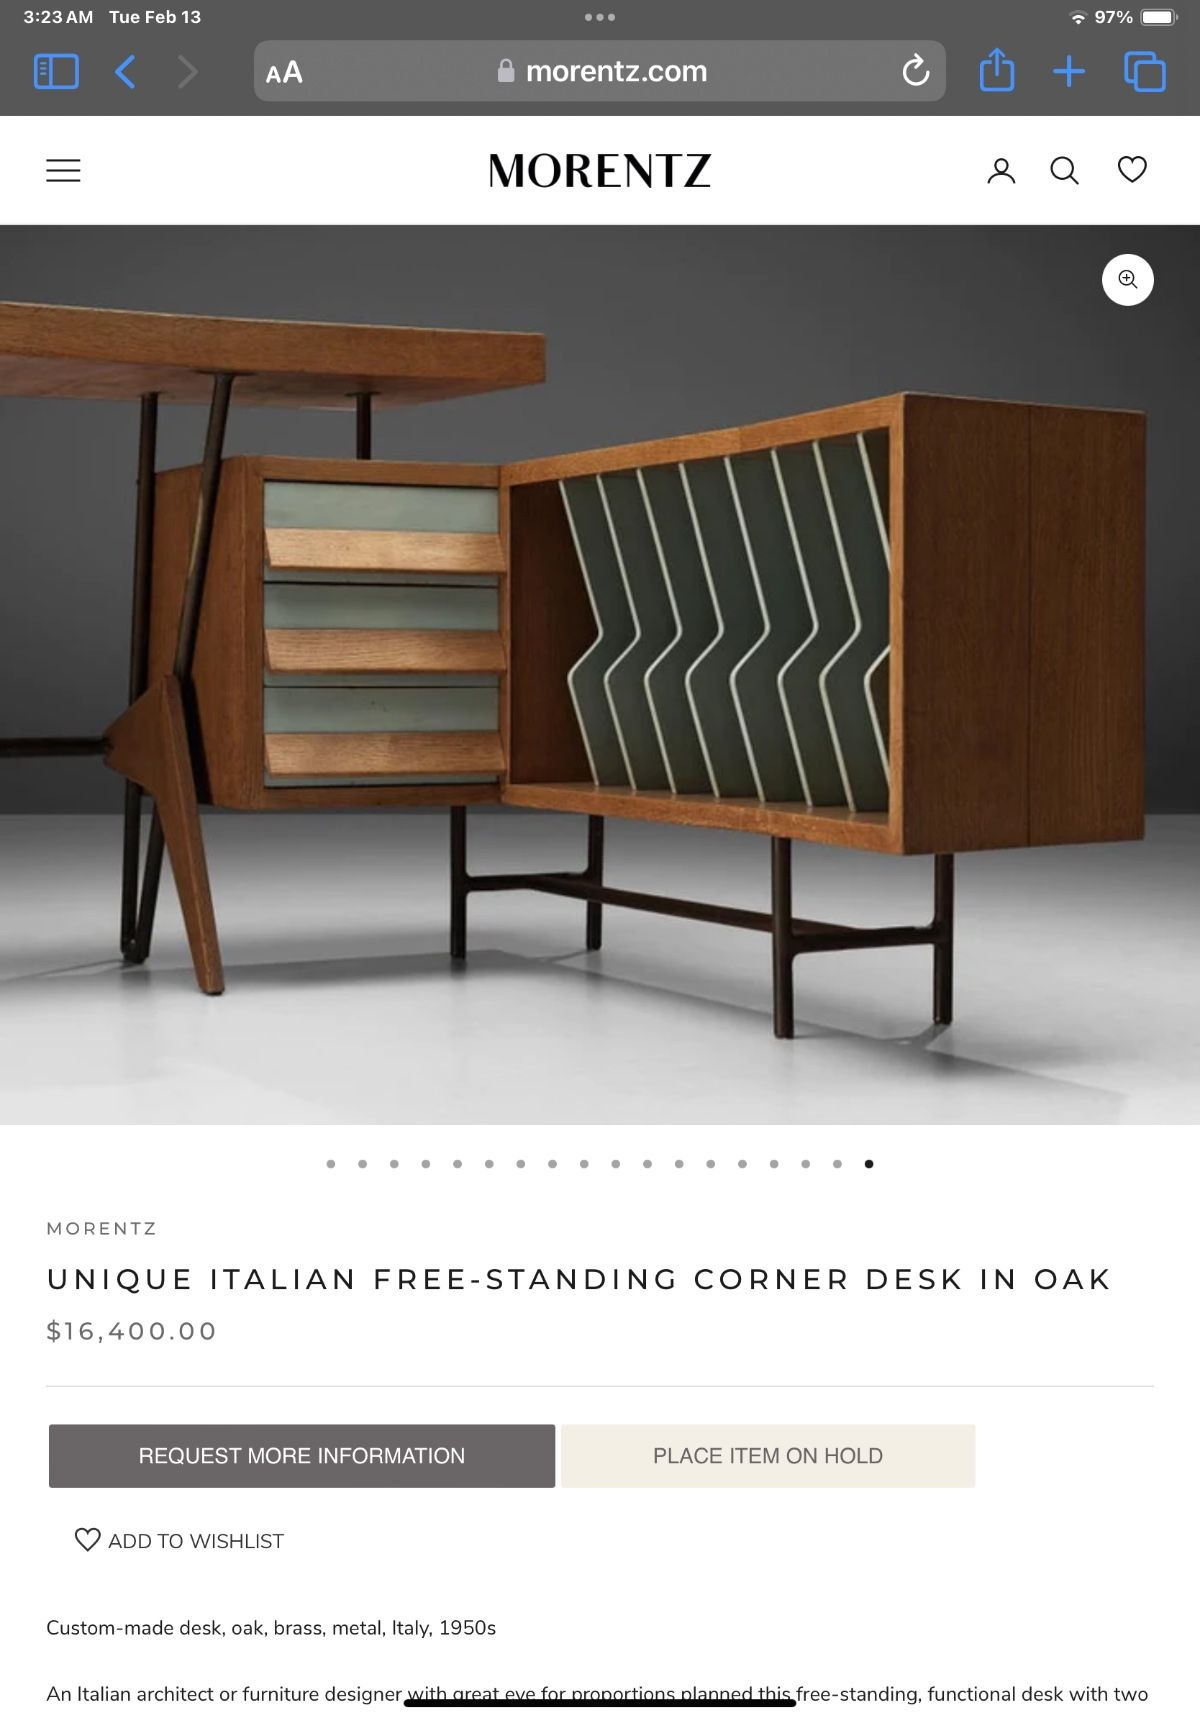 3:23 AM Tue Feb 13
97%
AA
morentz.com
MORENTZ
MORENTZ
UNIQUE ITALIAN FREE-STANDING CORNER DESK IN OAK
$16,400.00
REQUEST MORE INFORMATION
PLACE ITEM ON HOLD
ADD TO WISHLIST
Custom-made desk, oak, brass, metal, Italy, 1950s
An Italian architect or furniture designer with great eye for proportions planned this free-standing, functional desk with two